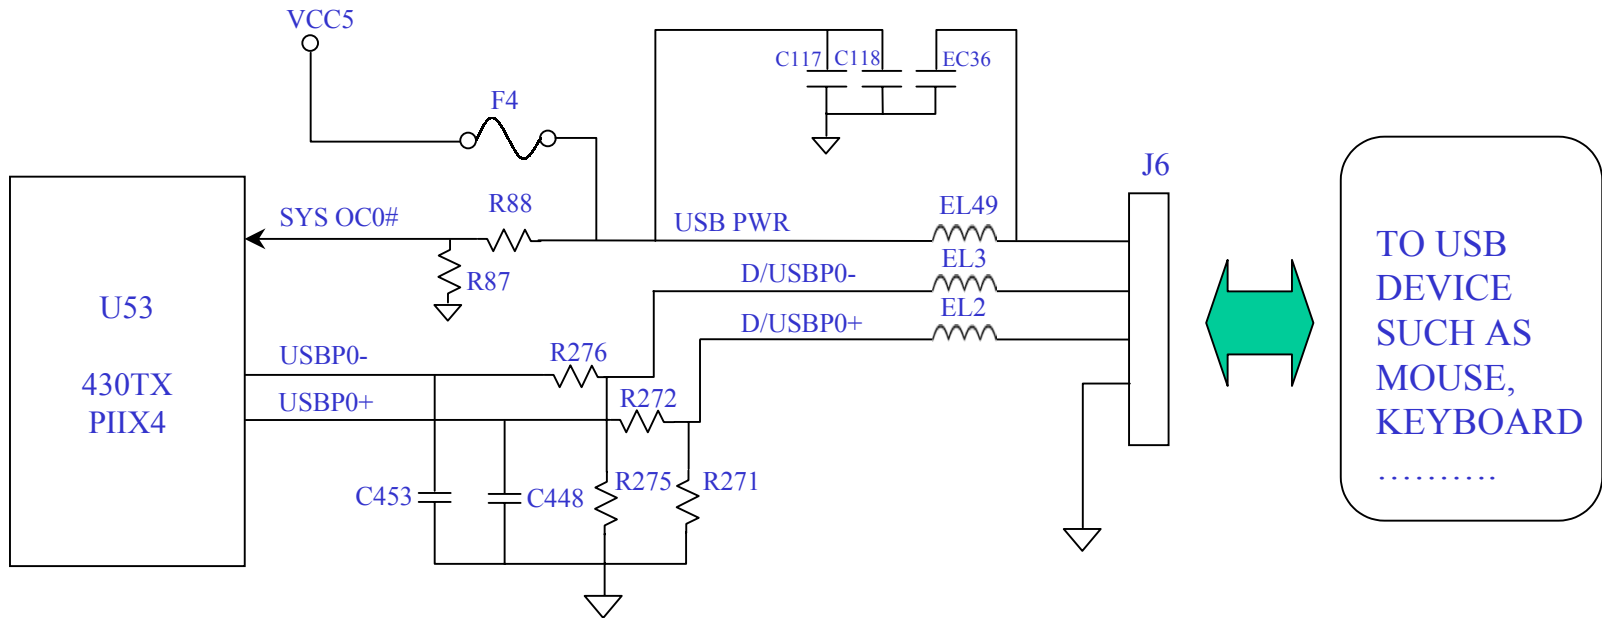 VCC5
F4
C117
C118
EC36
J6
SYS OC0#
R88
USB PWR
EL49
R87
D/USBP0-
EL3
D/USBP0+
EL2
U53
430TX
PIIX4
USBP0-
R276
USBP0+
R272
C453
C448
R275
R271
TO USB
DEVICE
SUCH AS
MOUSE,
KEYBOARD
……….